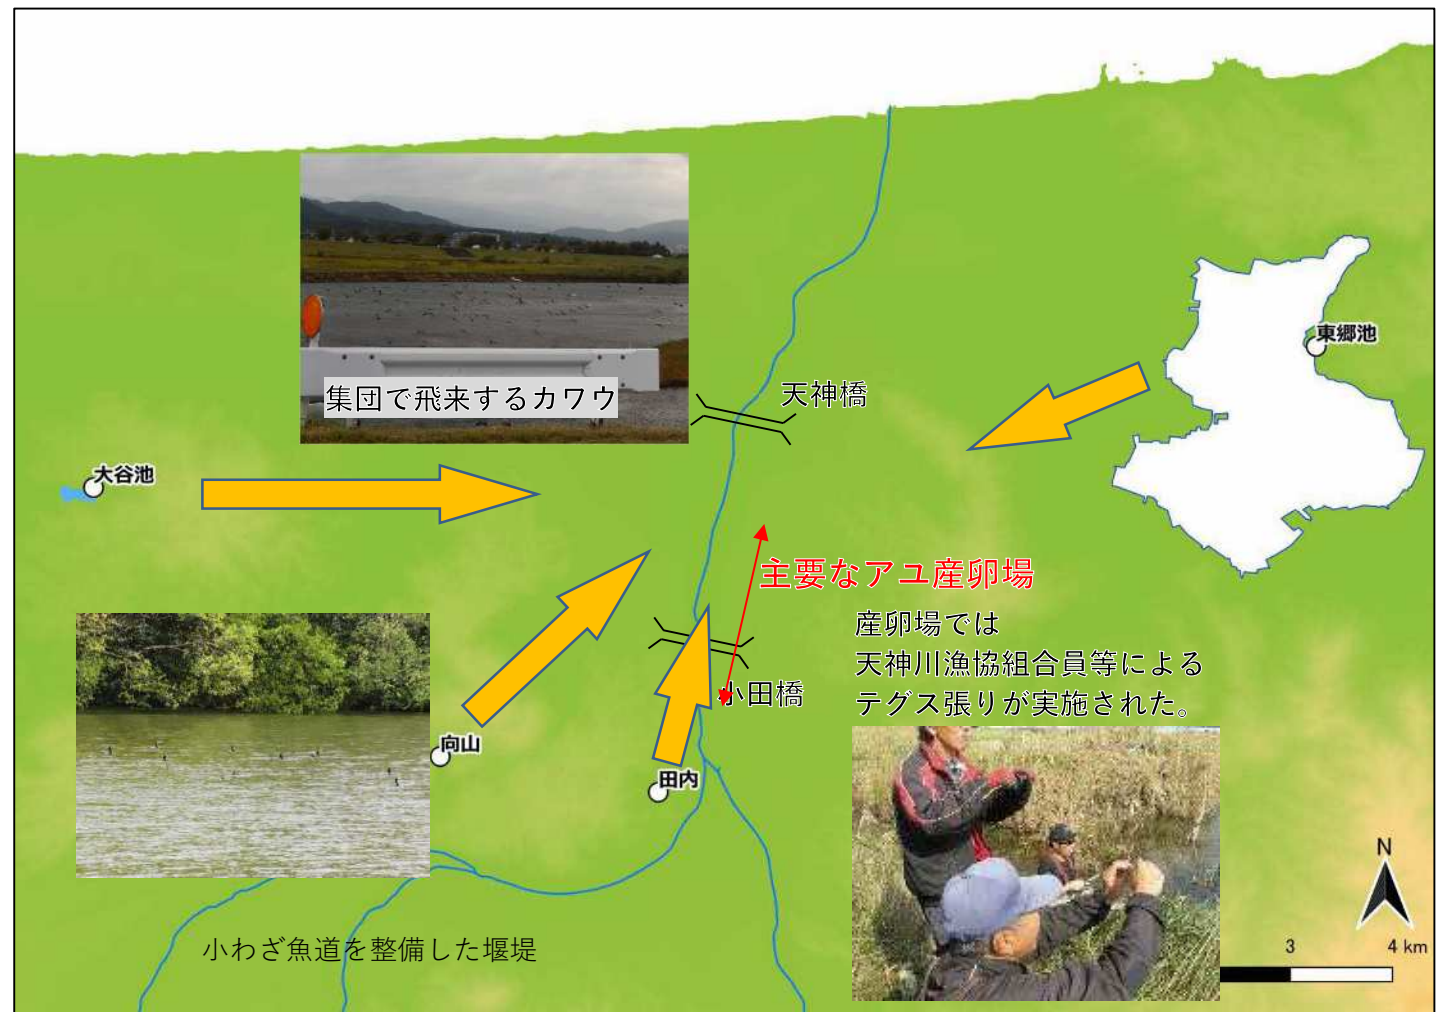 東郷池
天神橋
集団で飛来するカワウ
大谷池
主要なアユ産卵場
産卵場では
天神川漁協組合員等による
テグス張りが実施された。
小田橋
向山
田内
N
小わざ魚道を整備した堰堤
3 4 km